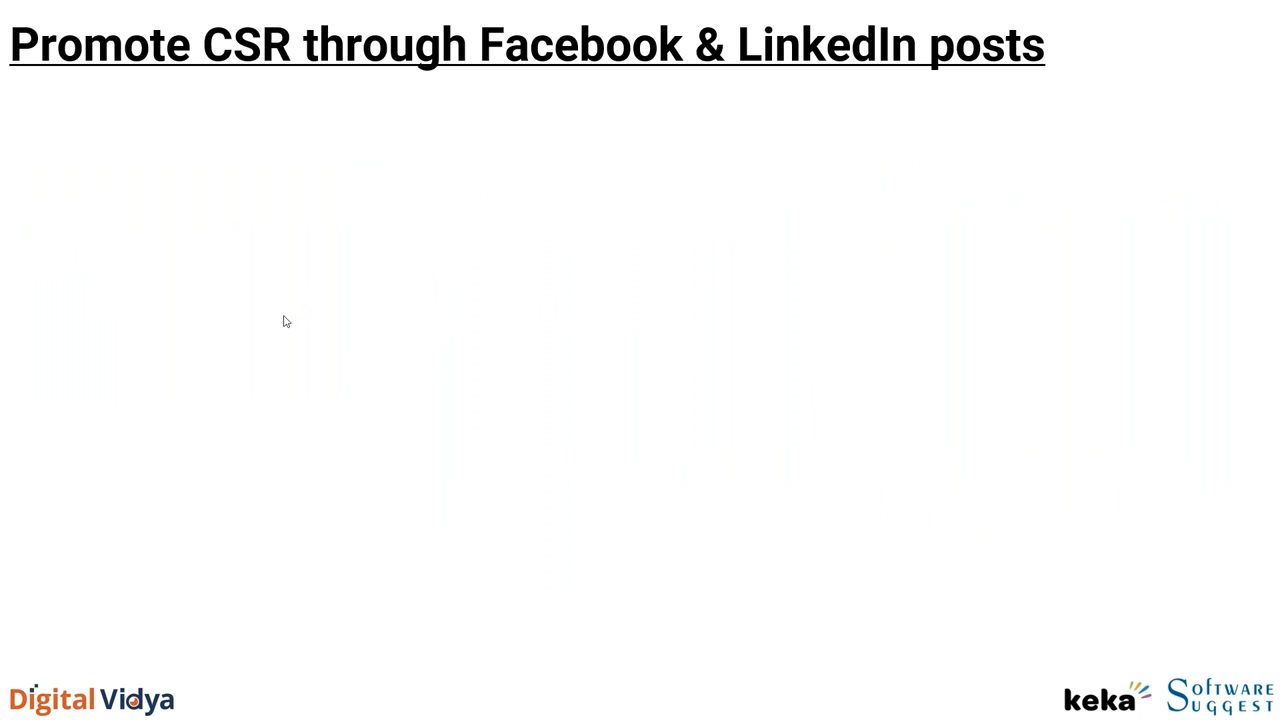 Promote CSR through Facebook & LinkedIn posts
Digital Vidya
keka
SOFTWARE
SUGGEST